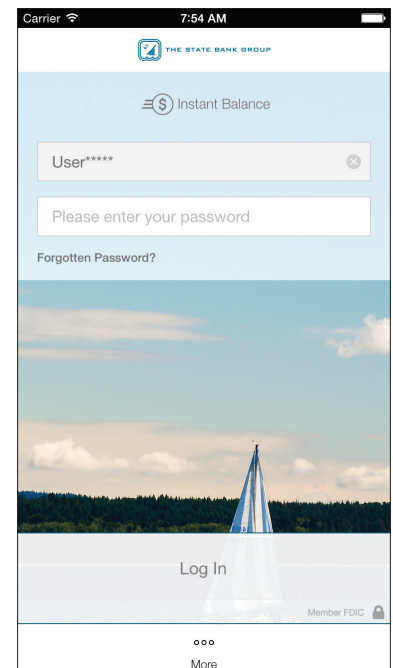 Carrier 7:54 AM
THE STATE BANK GROUP
Instant Balance
User*****
Please enter your password
Forgotten Password?
Log In
Member FDIC
More